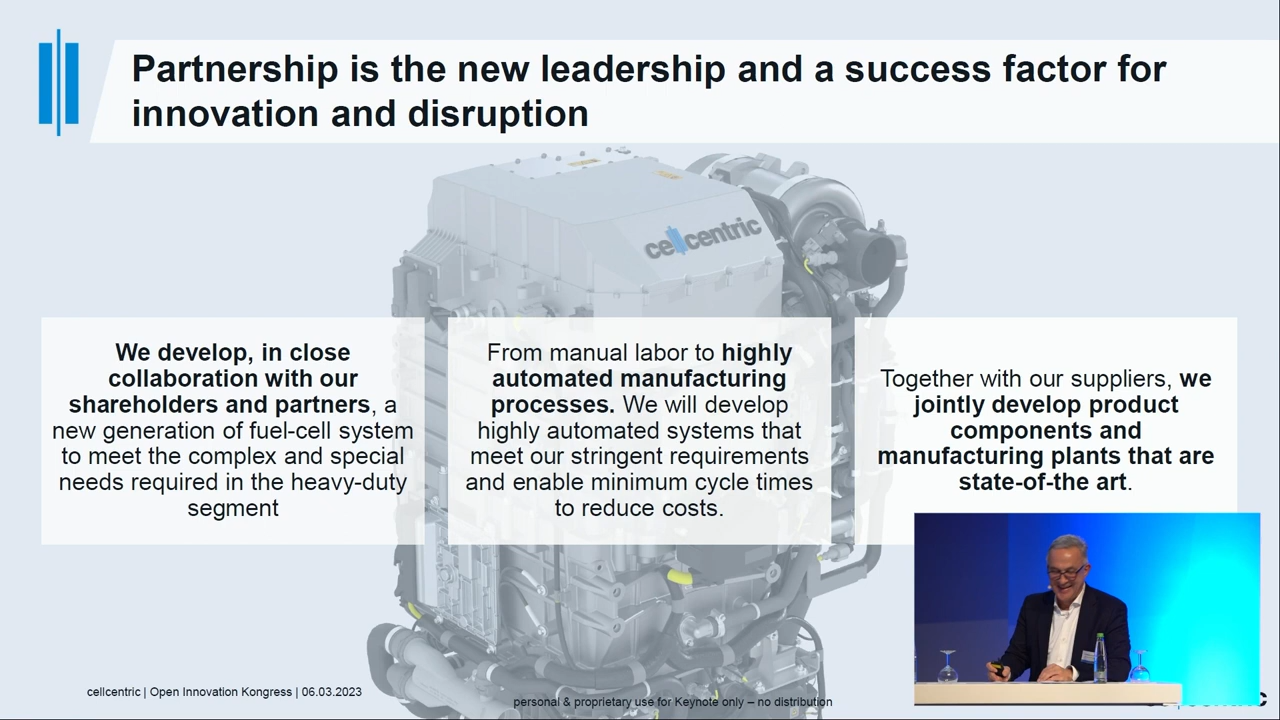 Partnership is the new leadership and a success factor for
innovation and disruption
cellcentric
We develop, in close
collaboration with our
shareholders and partners, a
new generation of fuel-cell system
to meet the complex and special
needs required in the heavy-duty
segment
From manual labor to highly
automated manufacturing
processes. We will develop
highly automated systems that
meet our stringent requirements
and enable minimum cycle times
to reduce costs.
Together with our suppliers, we
jointly develop product
components and
manufacturing plants that are
state-of-the art.
cellcentric | Open Innovation Kongress | 06.03.2023
personal & proprietary use for Keynote only – no distribution